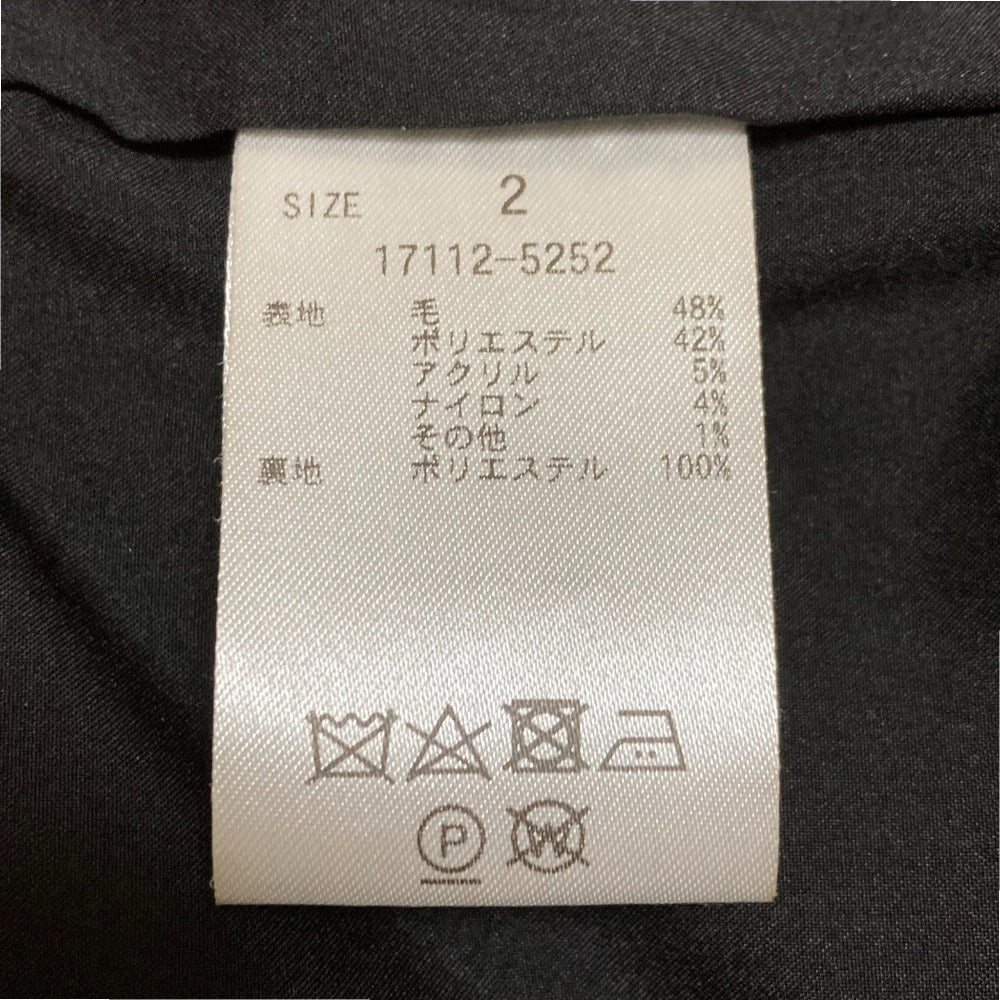 SIZE 2
17112-5252
表地 毛 48%
ポリエステル 42%
アクリル 5%
ナイロン 4%
その他 1%
裏地 ポリエステル 100%
P W